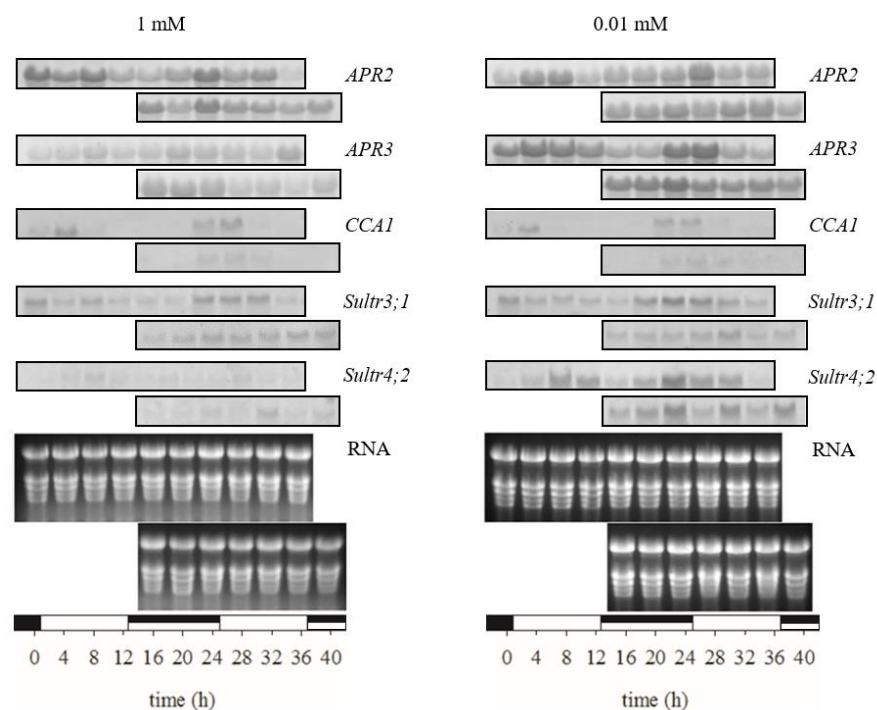 1 mM
0.01 mM
APR2
APR2
APR3
APR3
CCA1
CCA1
Sultr3;1
Sultr3;1
Sultr4;2
Sultr4;2
RNA
RNA
0 4 8 12 16 20 24 28 32 36 40
0 4 8 12 16 20 24 28 32 36 40
time (h)
time (h)